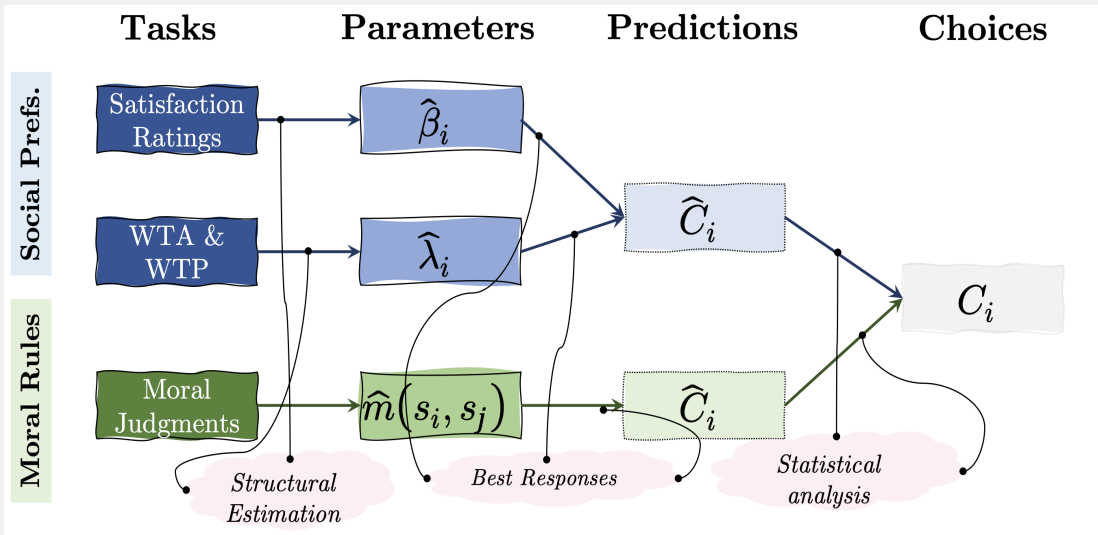 Tasks Parameters Predictions Choices
Social Prefs.
Satisfaction
Ratings
β̂ᵢ
Ĉᵢ
WTA &
WTP
λ̂ᵢ
Cᵢ
Moral Rules
Moral
Judgments
m̂(sᵢ, sⱼ)
Ĉᵢ
Structural
Estimation
Best Responses
Statistical
analysis